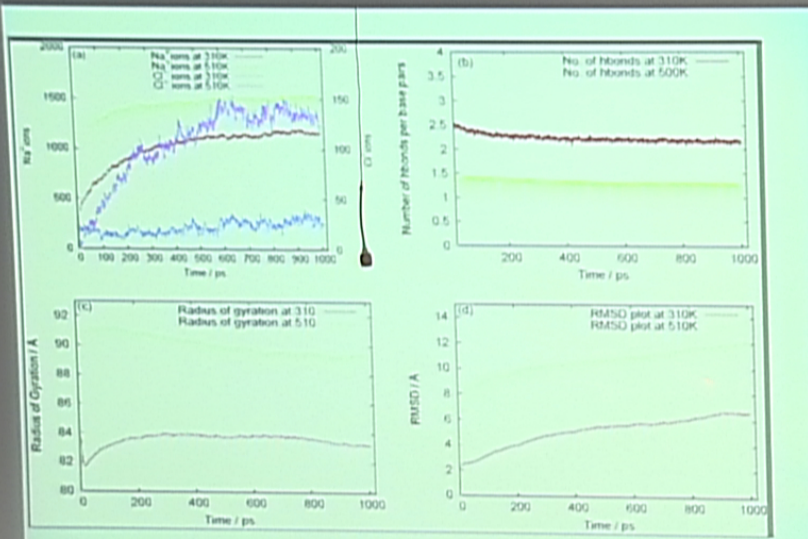 (a)
2000
1500
1000
500
0
Na⁺ ions
Na⁺ ions at 310K
Na⁺ ions at 510K
Cl⁻ ions at 310K
Cl⁻ ions at 510K
200
150
100
50
0
Cl⁻ ions
0 100 200 300 400 500 600 700 800 900 1000
Time / ps
(b)
4
3.5
3
2.5
2
1.5
1
0.5
0
Number of hbonds per base pairs
No. of hbonds at 310K
No. of hbonds at 500K
200 400 600 800 1000
Time / ps
(c)
92
90
88
86
84
82
80
Radius of Gyration / Å
Radius of gyration at 310
Radius of gyration at 510
0 200 400 600 800 1000
Time / ps
(d)
14
12
10
8
6
4
2
0
RMSD / Å
RMSD plot at 310K
RMSD plot at 510K
0 200 400 600 800 1000
Time / ps